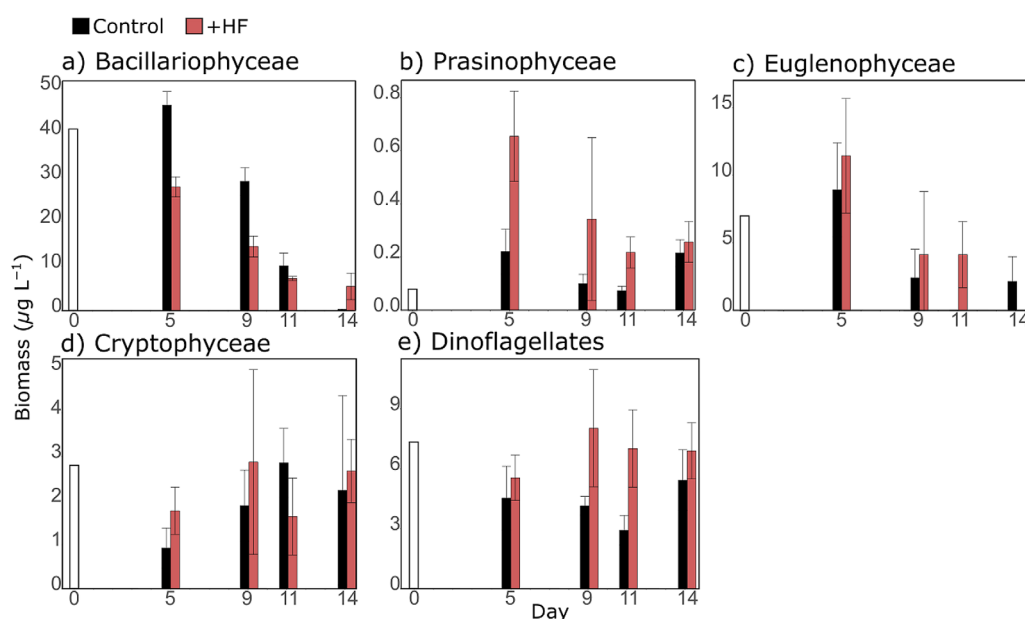 Control +HF
a) Bacillariophyceae
50
40
30
20
10
0
0 5 9 11 14
b) Prasinophyceae
0.8
0.6
0.4
0.2
0.0
0 5 9 11 14
c) Euglenophyceae
15
10
5
0
0 5 9 11 14
Biomass (µg L⁻¹)
d) Cryptophyceae
5
4
3
2
1
0
0 5 9 11 14
e) Dinoflagellates
9
6
3
0
0 5 9 11 14
Day